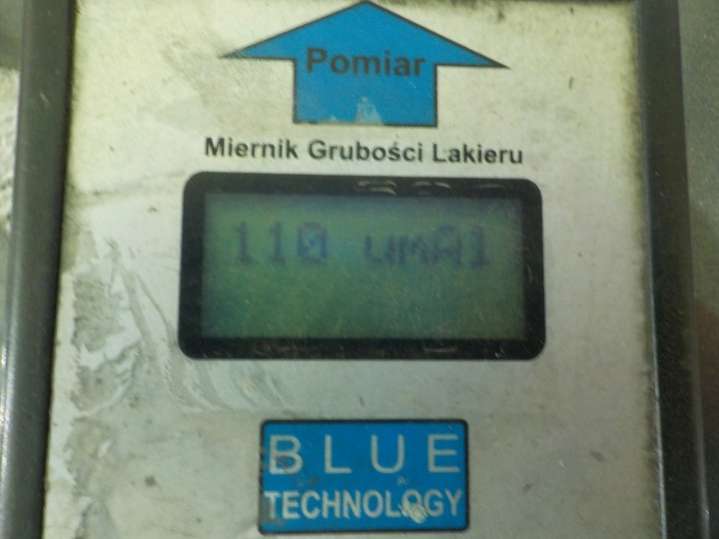 Pomiar
Miernik Grubości Lakieru
110 umAl
BLUE
TECHNOLOGY